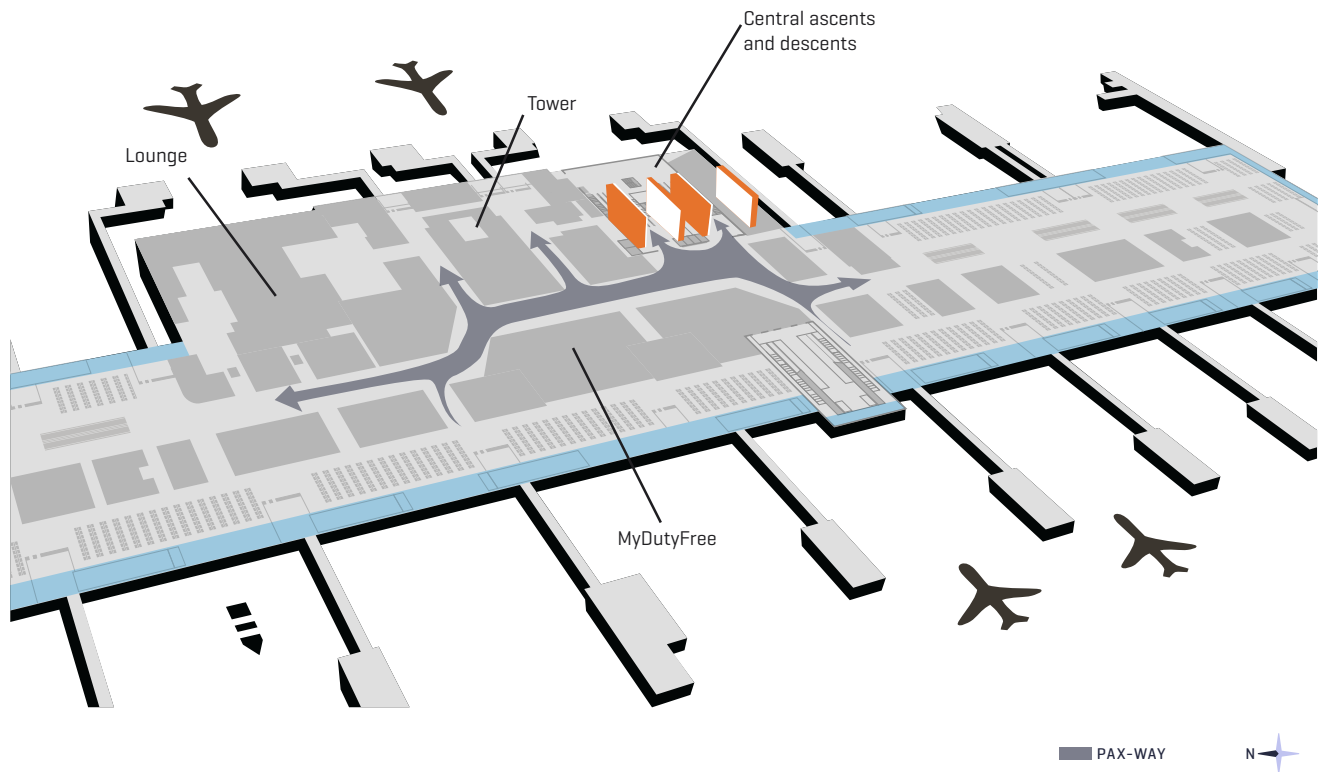 Central ascents
and descents
Tower
Lounge
MyDutyFree
PAX-WAY
N